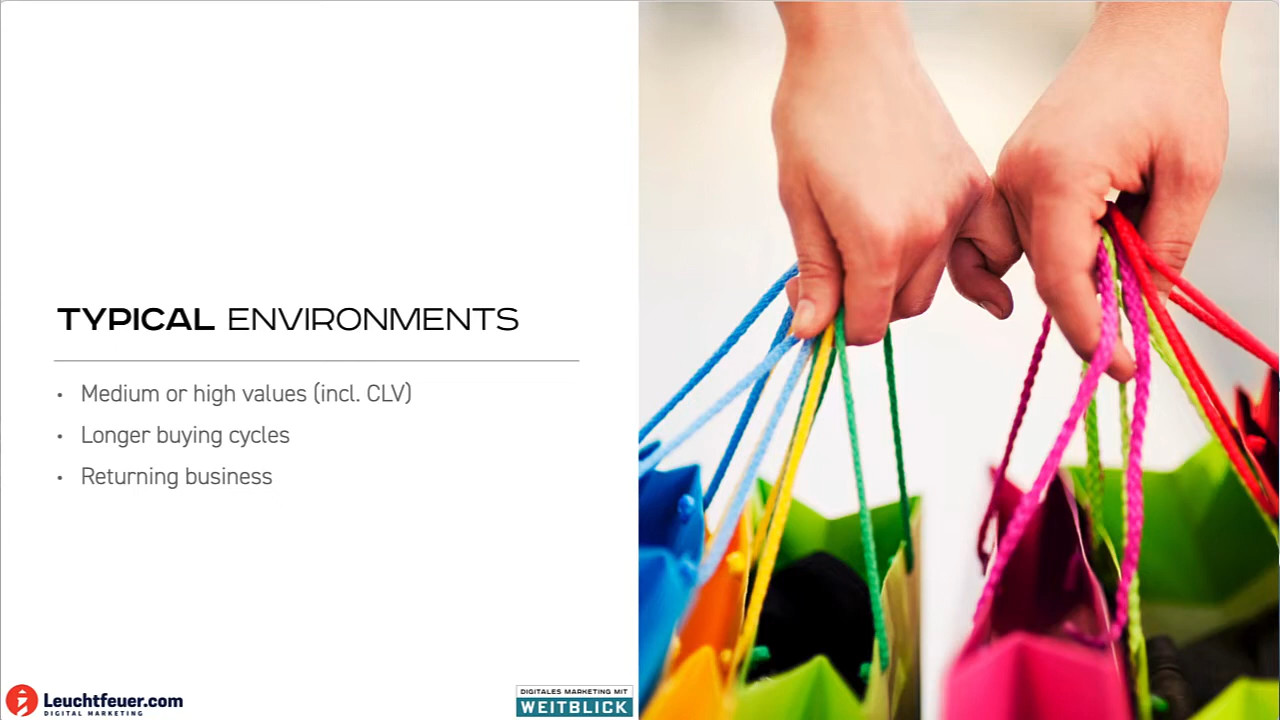 TYPICAL ENVIRONMENTS
• Medium or high values (incl. CLV)
• Longer buying cycles
• Returning business
Leuchtfeuer.com
DIGITAL MARKETING
DIGITALES MARKETING MIT
WEITBLICK